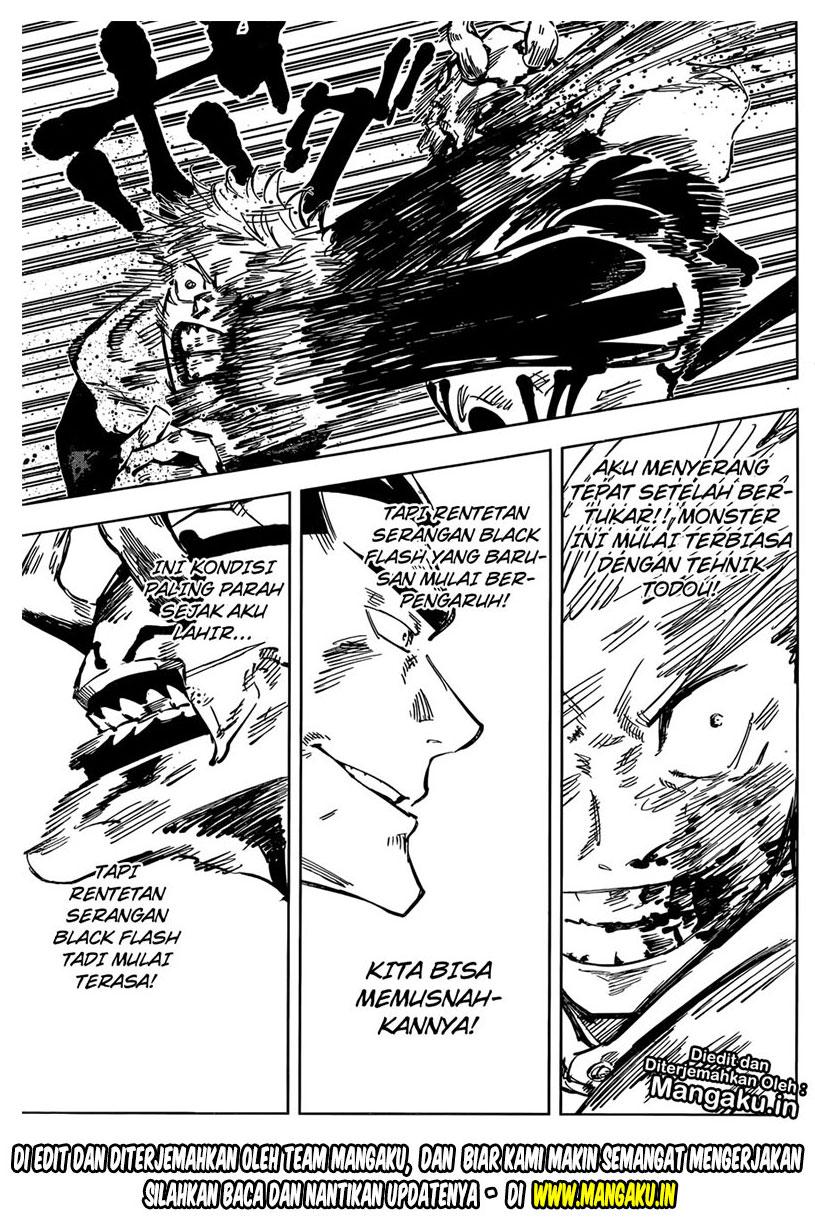 ボグッ
AKU MENYERANG
TEPAT SETELAH BER-
TUKAR!! MONSTER
INI MULAI TERBIASA
DENGAN TEHNIK
TODOU!
TAPI RENTETAN
SERANGAN BLACK
FLASH YANG BARU-
SAN MULAI BER-
PENGARUH!
KITA BISA
MEMUSNAH-
KANNYA!
INI KONDISI
PALING PARAH
SEJAK AKU
LAHIR...
TAPI
RENTETAN
SERANGAN
BLACK FLASH
TADI MULAI
TERASA!
Diedit dan
Diterjemahkan Oleh :
Mangaku.in
DI EDIT DAN DITERJEMAHKAN OLEH TEAM MANGAKU, DAN BIAR KAMI MAKIN SEMANGAT MENGERJAKAN
SILAHKAN BACA DAN NANTIKAN UPDATENYA - DI WWW.MANGAKU.IN